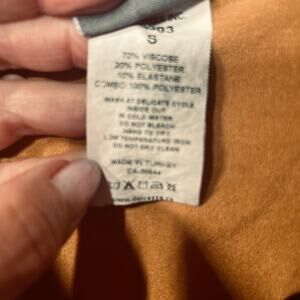 INC.
S
70% VISCOSE
20% POLYESTER
10% ELASTANE
COMBO: 100% POLYESTER
WASH AT DELICATE CYCLE
INSIDE OUT
IN COLD WATER
DO NOT BLEACH
HANG TO DRY
LOW TEMPERATURE IRON
DO NOT DRY CLEAN
MADE IN TURKEY